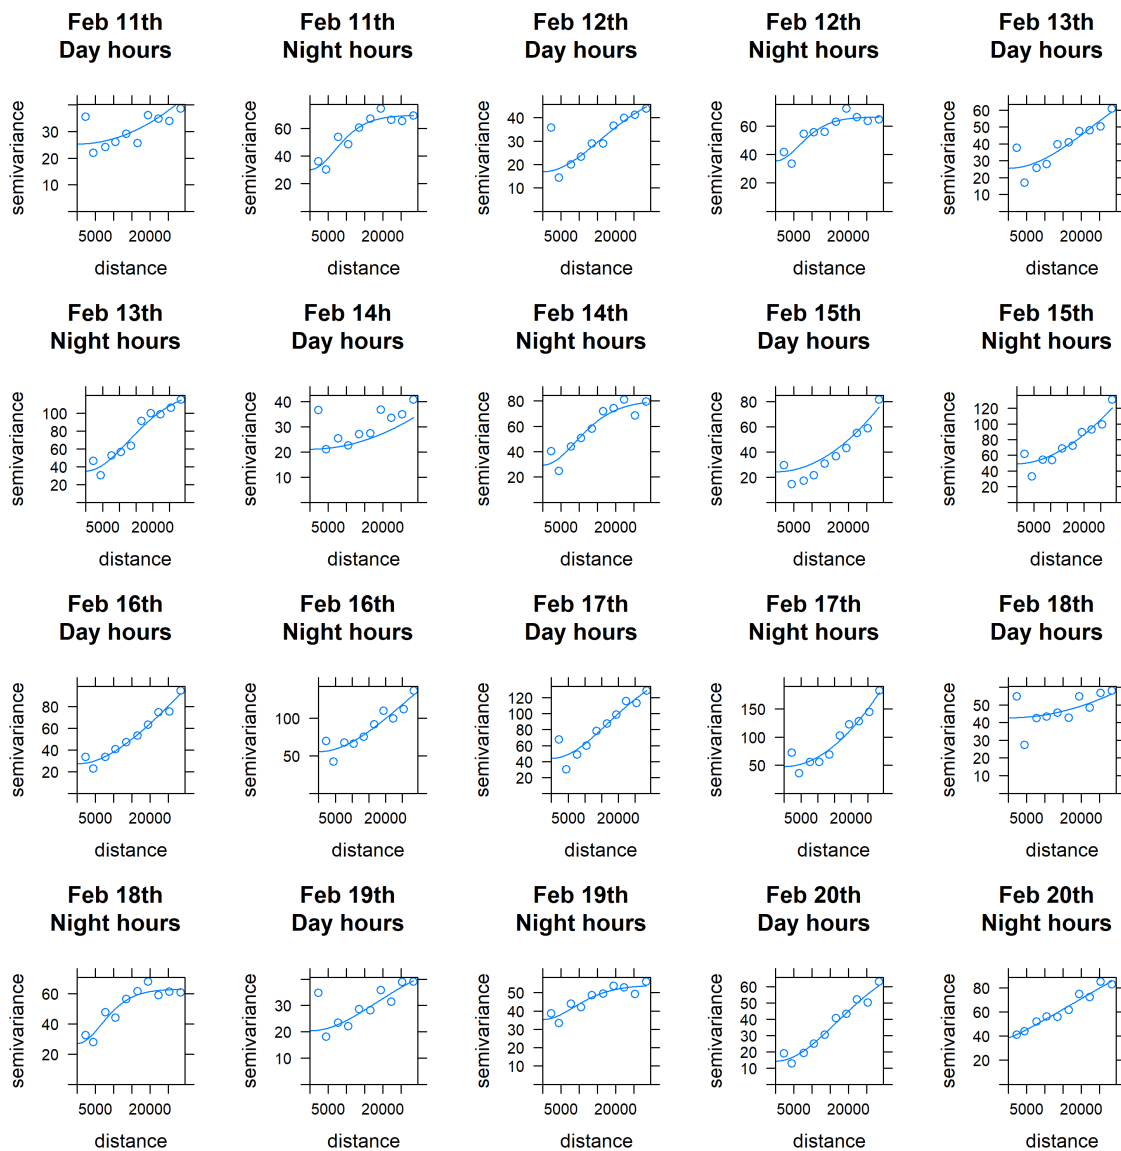 Feb 11th
Day hours
semivariance
30
20
10
5000 20000
distance
Feb 11th
Night hours
semivariance
60
40
20
5000 20000
distance
Feb 12th
Day hours
semivariance
40
30
20
10
5000 20000
distance
Feb 12th
Night hours
semivariance
60
40
20
5000 20000
distance
Feb 13th
Day hours
semivariance
60
50
40
30
20
10
5000 20000
distance
Feb 13th
Night hours
semivariance
100
80
60
40
20
5000 20000
distance
Feb 14h
Day hours
semivariance
40
30
20
10
5000 20000
distance
Feb 14th
Night hours
semivariance
80
60
40
20
5000 20000
distance
Feb 15th
Day hours
semivariance
80
60
40
20
5000 20000
distance
Feb 15th
Night hours
semivariance
120
100
80
60
40
20
5000 20000
distance
Feb 16th
Day hours
semivariance
80
60
40
20
5000 20000
distance
Feb 16th
Night hours
semivariance
100
50
5000 20000
distance
Feb 17th
Day hours
semivariance
120
100
80
60
40
20
5000 20000
distance
Feb 17th
Night hours
semivariance
150
100
50
5000 20000
distance
Feb 18th
Day hours
semivariance
50
40
30
20
10
5000 20000
distance
Feb 18th
Night hours
semivariance
60
40
20
5000 20000
distance
Feb 19th
Day hours
semivariance
30
20
10
5000 20000
distance
Feb 19th
Night hours
semivariance
50
40
30
20
10
5000 20000
distance
Feb 20th
Day hours
semivariance
60
50
40
30
20
10
5000 20000
distance
Feb 20th
Night hours
semivariance
80
60
40
20
5000 20000
distance